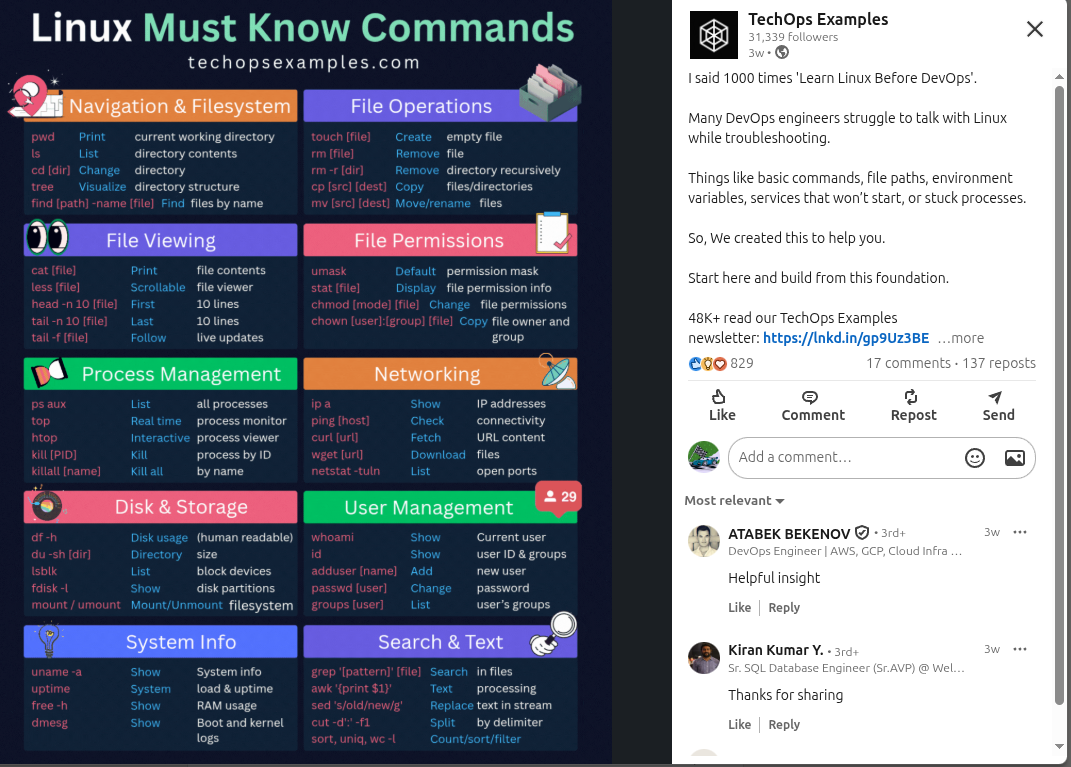 Linux Must Know Commands
techopsexamples.com
Navigation & Filesystem
pwd Print current working directory
ls List directory contents
cd [dir] Change directory
tree Visualize directory structure
find [path] -name [file] Find files by name
File Operations
touch [file] Create empty file
rm [file] Remove file
rm -r [dir] Remove directory recursively
cp [src] [dest] Copy files/directories
mv [src] [dest] Move/rename files
File Viewing
cat [file] Print file contents
less [file] Scrollable file viewer
head -n 10 [file] First 10 lines
tail -n 10 [file] Last 10 lines
tail -f [file] Follow live updates
File Permissions
umask Default permission mask
stat [file] Display file permission info
chmod [mode] [file] Change file permissions
chown [user]:[group] [file] Copy file owner and
group
Process Management
ps aux List all processes
top Real time process monitor
htop Interactive process viewer
kill [PID] Kill process by ID
killall [name] Kill all by name
Networking
ip a Show IP addresses
ping [host] Check connectivity
curl [url] Fetch URL content
wget [url] Download files
netstat -tuln List open ports
Disk & Storage
df -h Disk usage (human readable)
du -sh [dir] Directory size
lsblk List block devices
fdisk -l Show disk partitions
mount / umount Mount/Unmount filesystem
29
User Management
whoami Show Current user
id Show user ID & groups
adduser [name] Add new user
passwd [user] Change password
groups [user] List user's groups
System Info
uname -a Show System info
uptime System load & uptime
free -h Show RAM usage
dmesg Show Boot and kernel
logs
Search & Text
grep '[pattern]' [file] Search in files
awk '{print $1}' Text processing
sed 's/old/new/g' Replace text in stream
cut -d':' -f1 Split by delimiter
sort, uniq, wc -l Count/sort/filter
TechOps Examples
31,339 followers
3w •
I said 1000 times 'Learn Linux Before DevOps'.
Many DevOps engineers struggle to talk with Linux
while troubleshooting.
Things like basic commands, file paths, environment
variables, services that won't start, or stuck processes.
So, We created this to help you.
Start here and build from this foundation.
48K+ read our TechOps Examples
newsletter: https://lnkd.in/gp9Uz3BE …more
829 17 comments • 137 reposts
Like Comment Repost Send
Add a comment…
Most relevant
ATABEK BEKENOV • 3rd+ 3w
DevOps Engineer | AWS, GCP, Cloud Infra …
Helpful insight
Like | Reply
Kiran Kumar Y. • 3rd+ 3w
Sr. SQL Database Engineer (Sr.AVP) @ Wel…
Thanks for sharing
Like | Reply